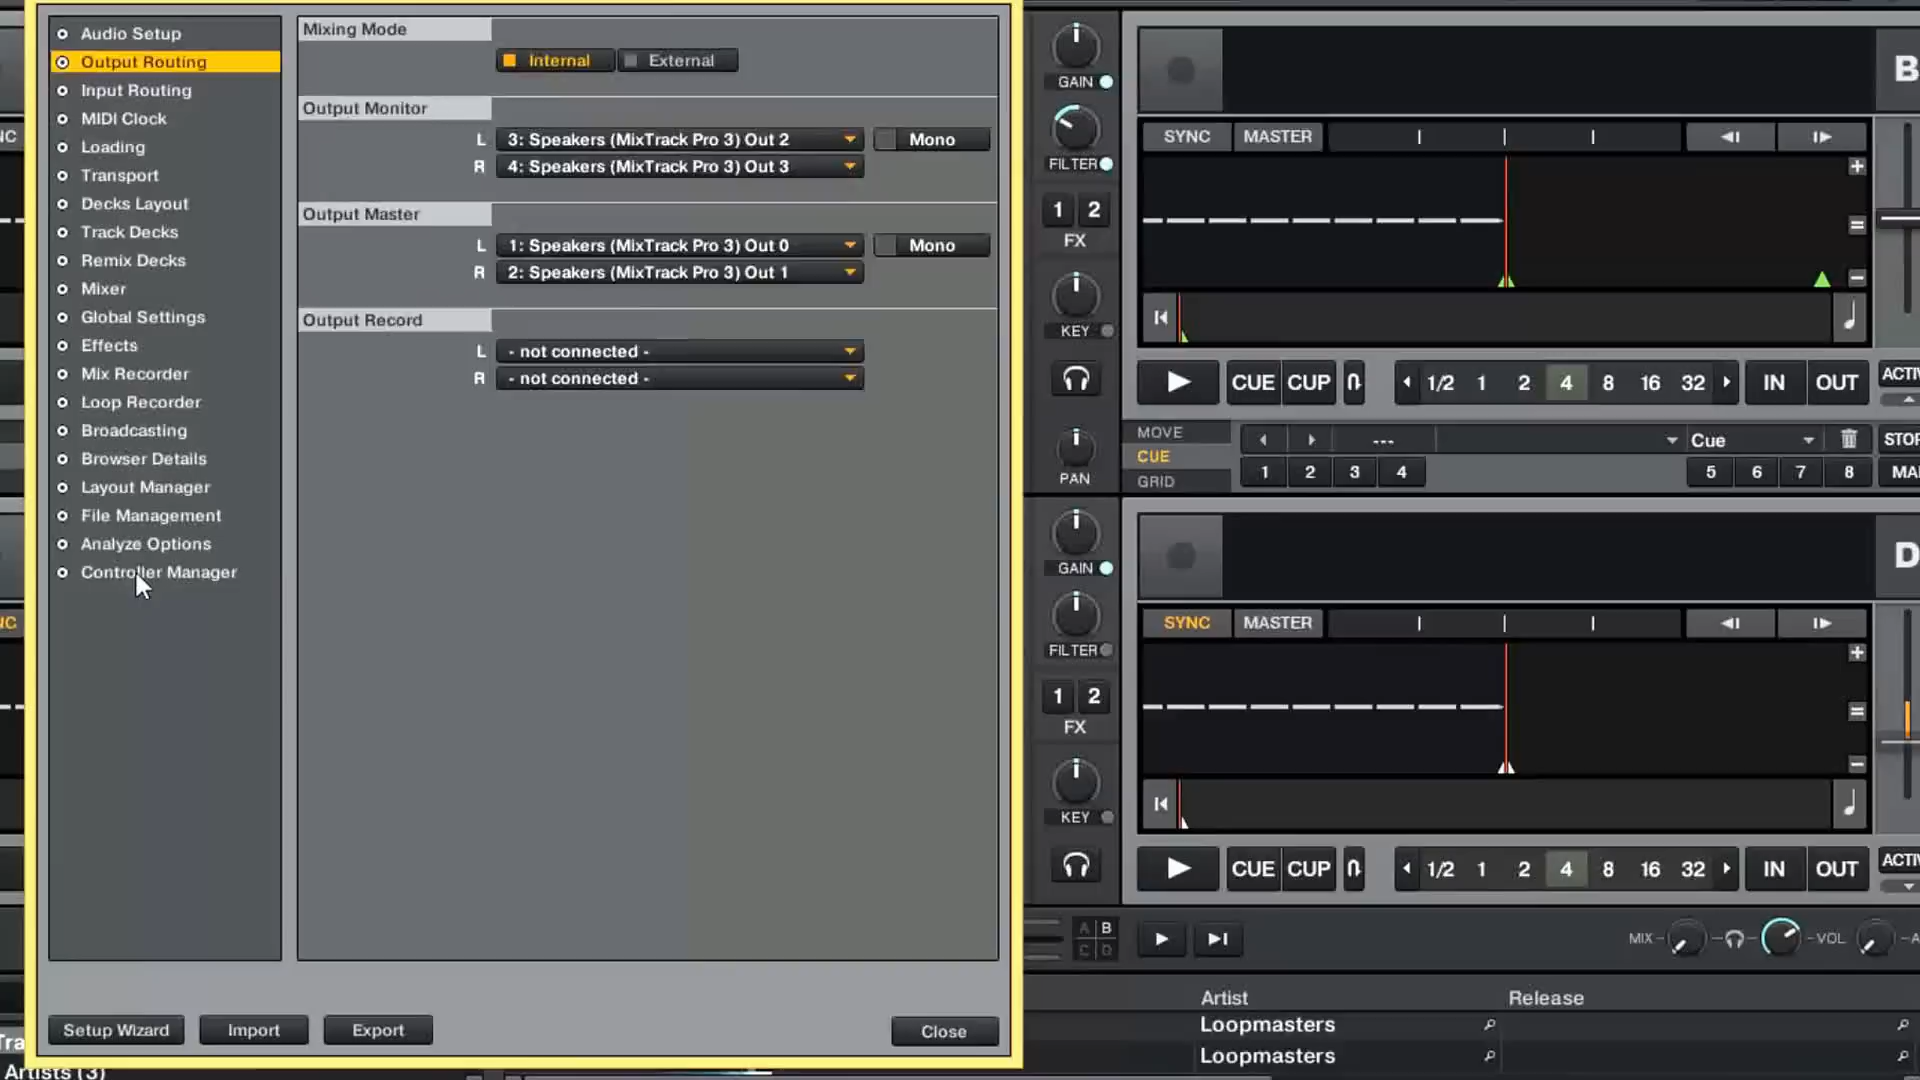 Audio Setup
Output Routing
Input Routing
MIDI Clock
Loading
Transport
Decks Layout
Track Decks
Remix Decks
Mixer
Global Settings
Effects
Mix Recorder
Loop Recorder
Broadcasting
Browser Details
Layout Manager
File Management
Analyze Options
Controller Manager
Mixing Mode
Internal External
Output Monitor
L 3: Speakers (MixTrack Pro 3) Out 2 Mono
R 4: Speakers (MixTrack Pro 3) Out 3
Output Master
L 1: Speakers (MixTrack Pro 3) Out 0 Mono
R 2: Speakers (MixTrack Pro 3) Out 1
Output Record
L - not connected -
R - not connected -
Setup Wizard Import Export Close
GAIN
FILTER
1 2
FX
KEY
PAN
B
SYNC MASTER
CUE CUP 1/2 1 2 4 8 16 32 IN OUT ACTIV
MOVE
CUE
GRID
--- Cue STOP
1 2 3 4 5 6 7 8 MA
GAIN
FILTER
1 2
FX
KEY
D
SYNC MASTER
CUE CUP 1/2 1 2 4 8 16 32 IN OUT ACTIV
A B
C D
MIX VOL A
Artist Release
Loopmasters
Loopmasters
NC
NC
Tra
Artists (3)